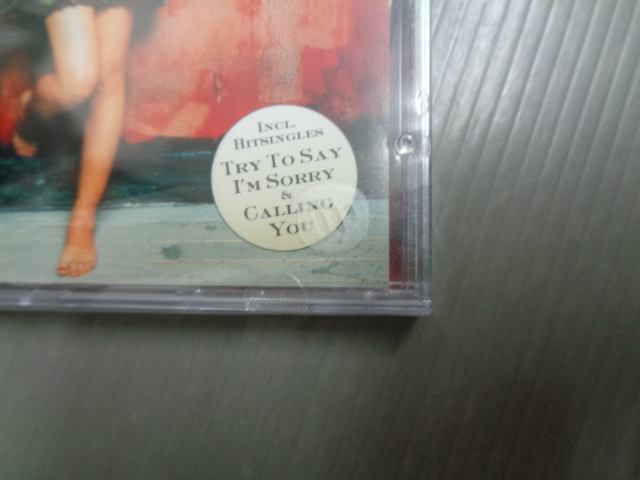 INCL.
HITSINGLES
TRY TO SAY
I'M SORRY
&
CALLING
YOU